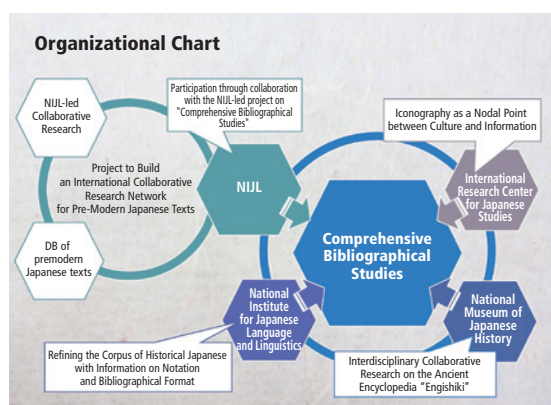 Organizational Chart
NIJL-led
Collaborative
Research
Participation through collaboration
with the NIJL-led project on
"Comprehensive Bibliographical
Studies"
Iconography as a Nodal Point
between Culture and Information
Project to Build
an International Collaborative
Research Network
for Pre-Modern Japanese Texts
NIJL
International
Research Center
for Japanese
Studies
DB of
premodern
Japanese texts
Comprehensive
Bibliographical
Studies
National
Institute
for Japanese
Language
and Linguistics
National
Museum of
Japanese
History
Refining the Corpus of Historical Japanese
with Information on Notation
and Bibliographical Format
Interdisciplinary Collaborative
Research on the Ancient
Encyclopedia "Engishiki"